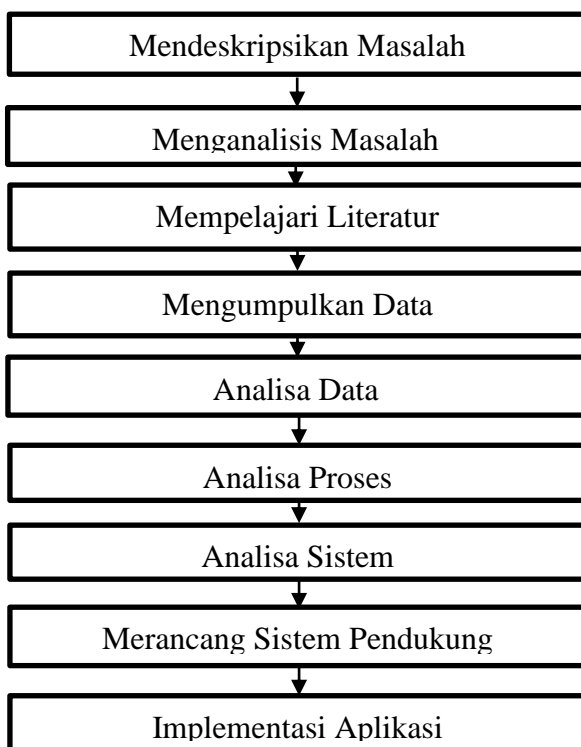 Mendeskripsikan Masalah
Menganalisis Masalah
Mempelajari Literatur
Mengumpulkan Data
Analisa Data
Analisa Proses
Analisa Sistem
Merancang Sistem Pendukung
Implementasi Aplikasi